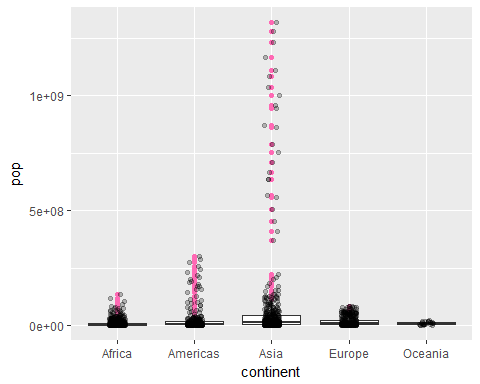 1e+09
5e+08
0e+00
pop
Africa Americas Asia Europe Oceania
continent